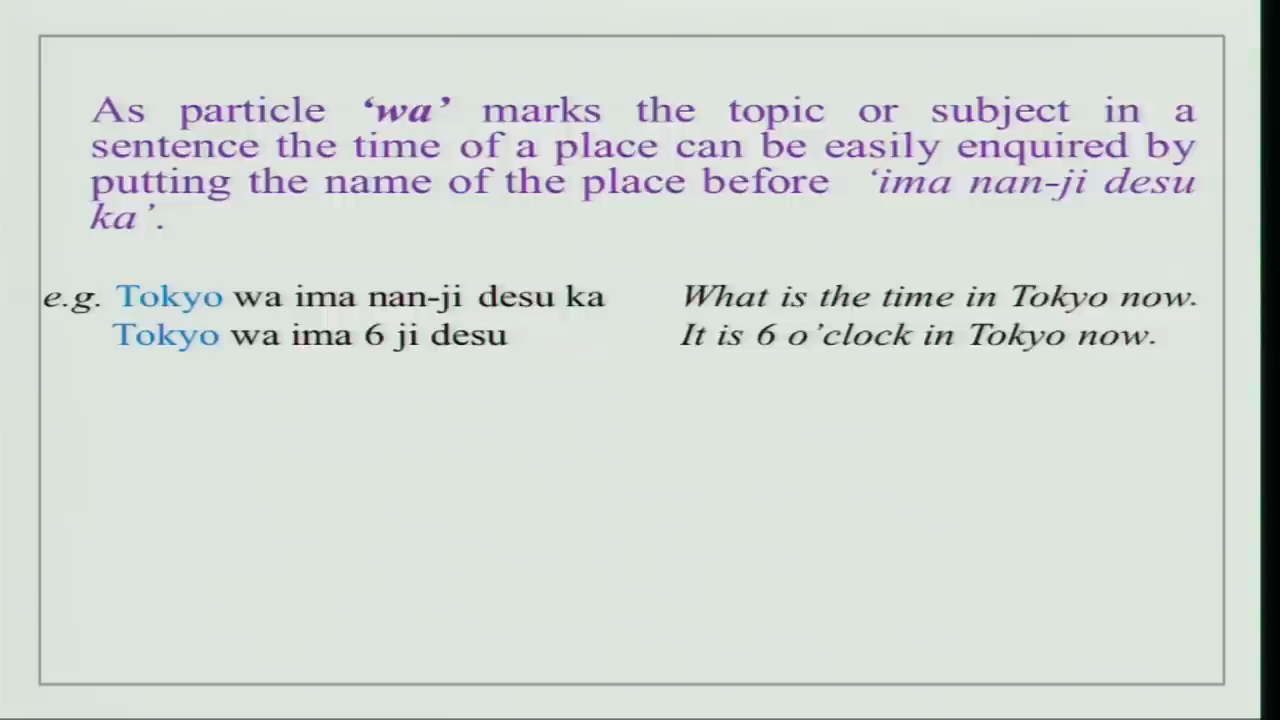 As particle ‘wa’ marks the topic or subject in a
sentence the time of a place can be easily enquired by
putting the name of the place before ‘ima nan-ji desu
ka’.
e.g. Tokyo wa ima nan-ji desu ka What is the time in Tokyo now.
Tokyo wa ima 6 ji desu It is 6 o’clock in Tokyo now.